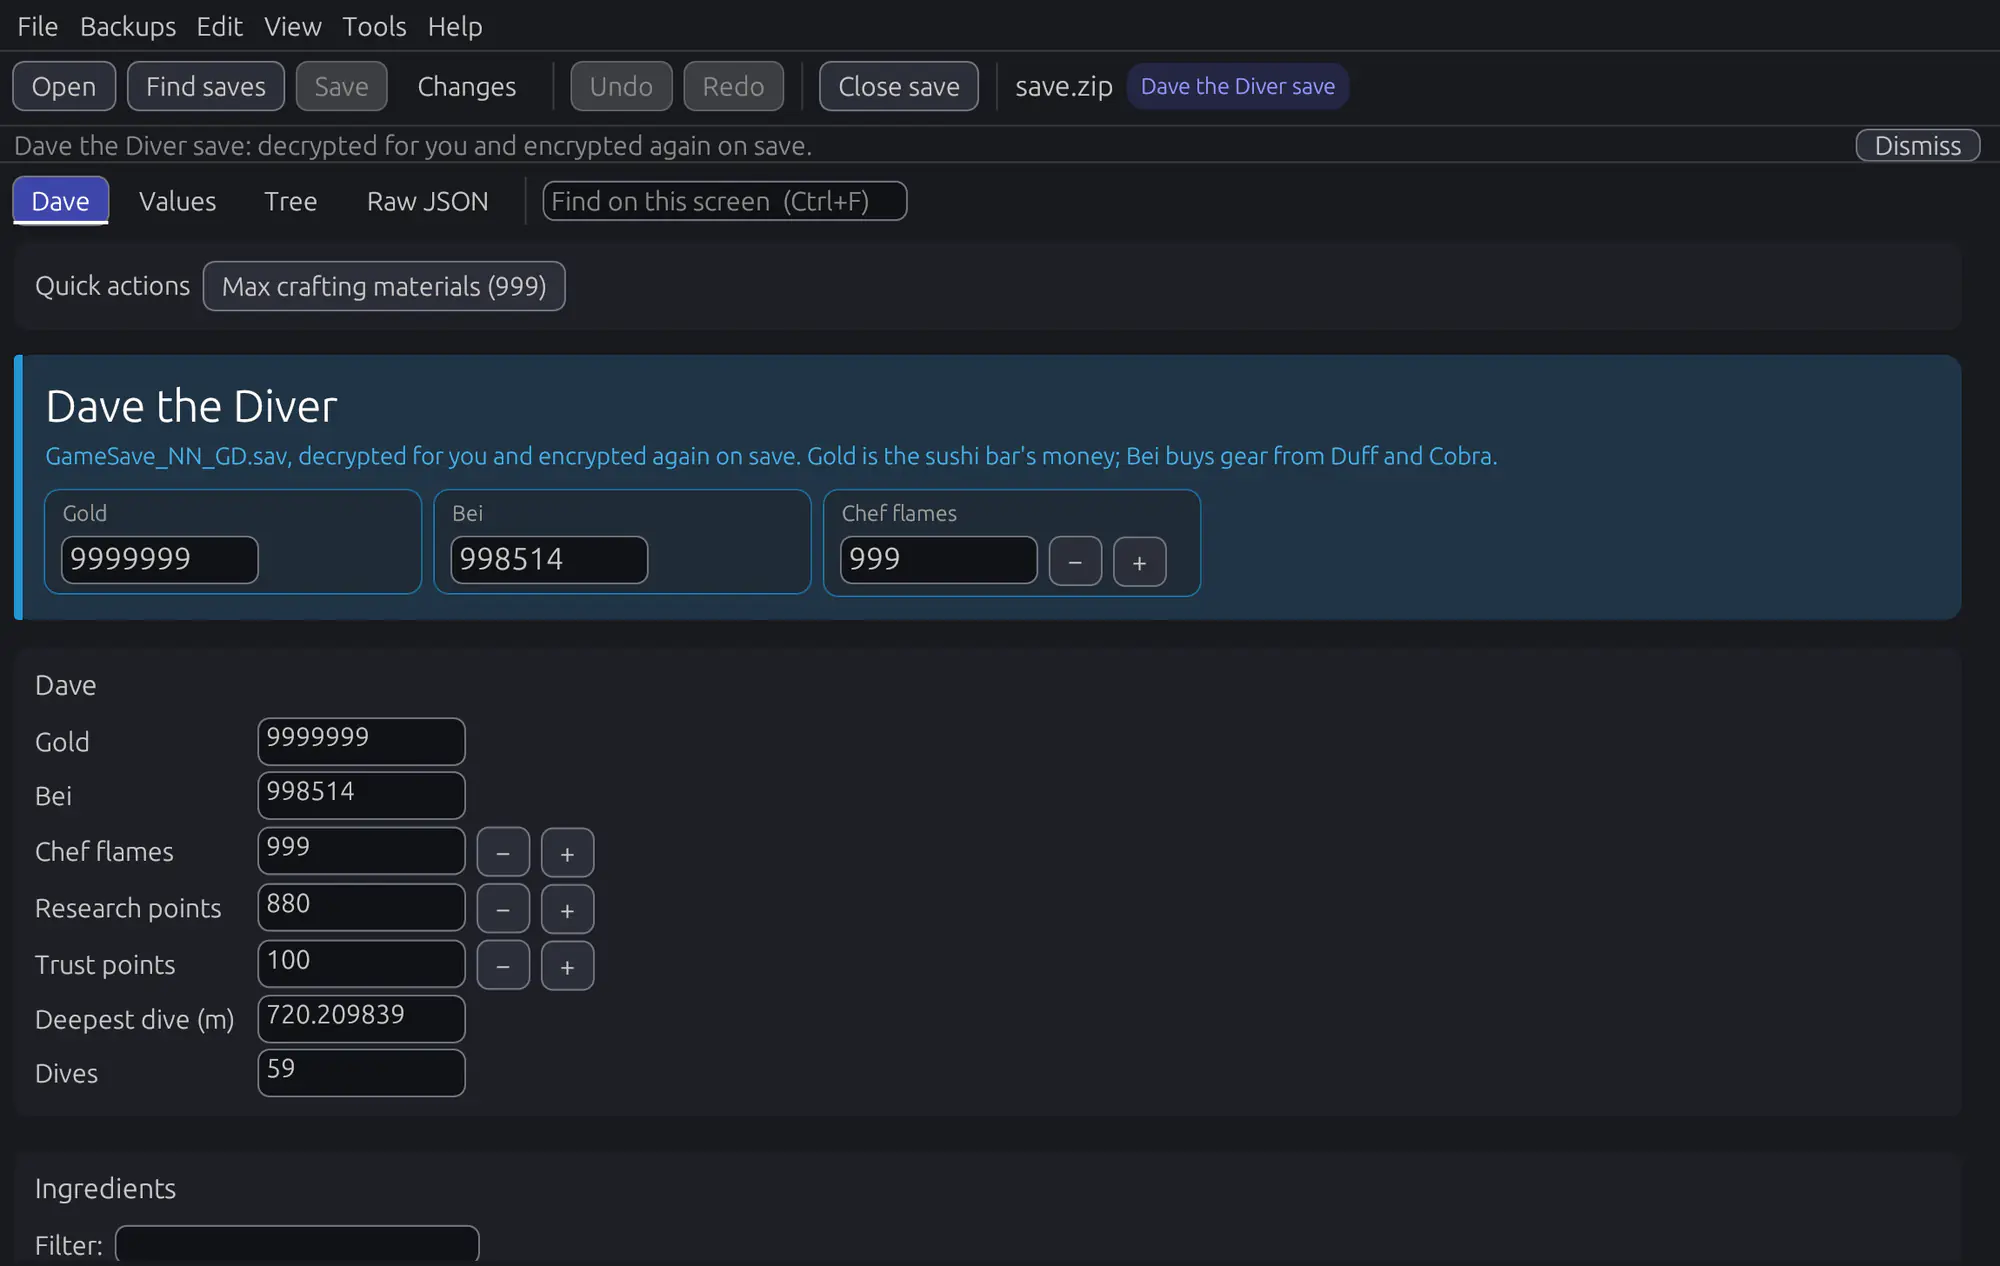 File Backups Edit View Tools Help
Open Find saves Save Changes Undo Redo Close save save.zip Dave the Diver save
Dave the Diver save: decrypted for you and encrypted again on save. Dismiss
Dave Values Tree Raw JSON Find on this screen (Ctrl+F)
Quick actions Max crafting materials (999)
Dave the Diver
GameSave_NN_GD.sav, decrypted for you and encrypted again on save. Gold is the sushi bar's money; Bei buys gear from Duff and Cobra.
Gold Bei Chef flames
9999999 998514 999 − +
Dave
Gold 9999999
Bei 998514
Chef flames 999 − +
Research points 880 − +
Trust points 100 − +
Deepest dive (m) 720.209839
Dives 59
Ingredients
Filter: